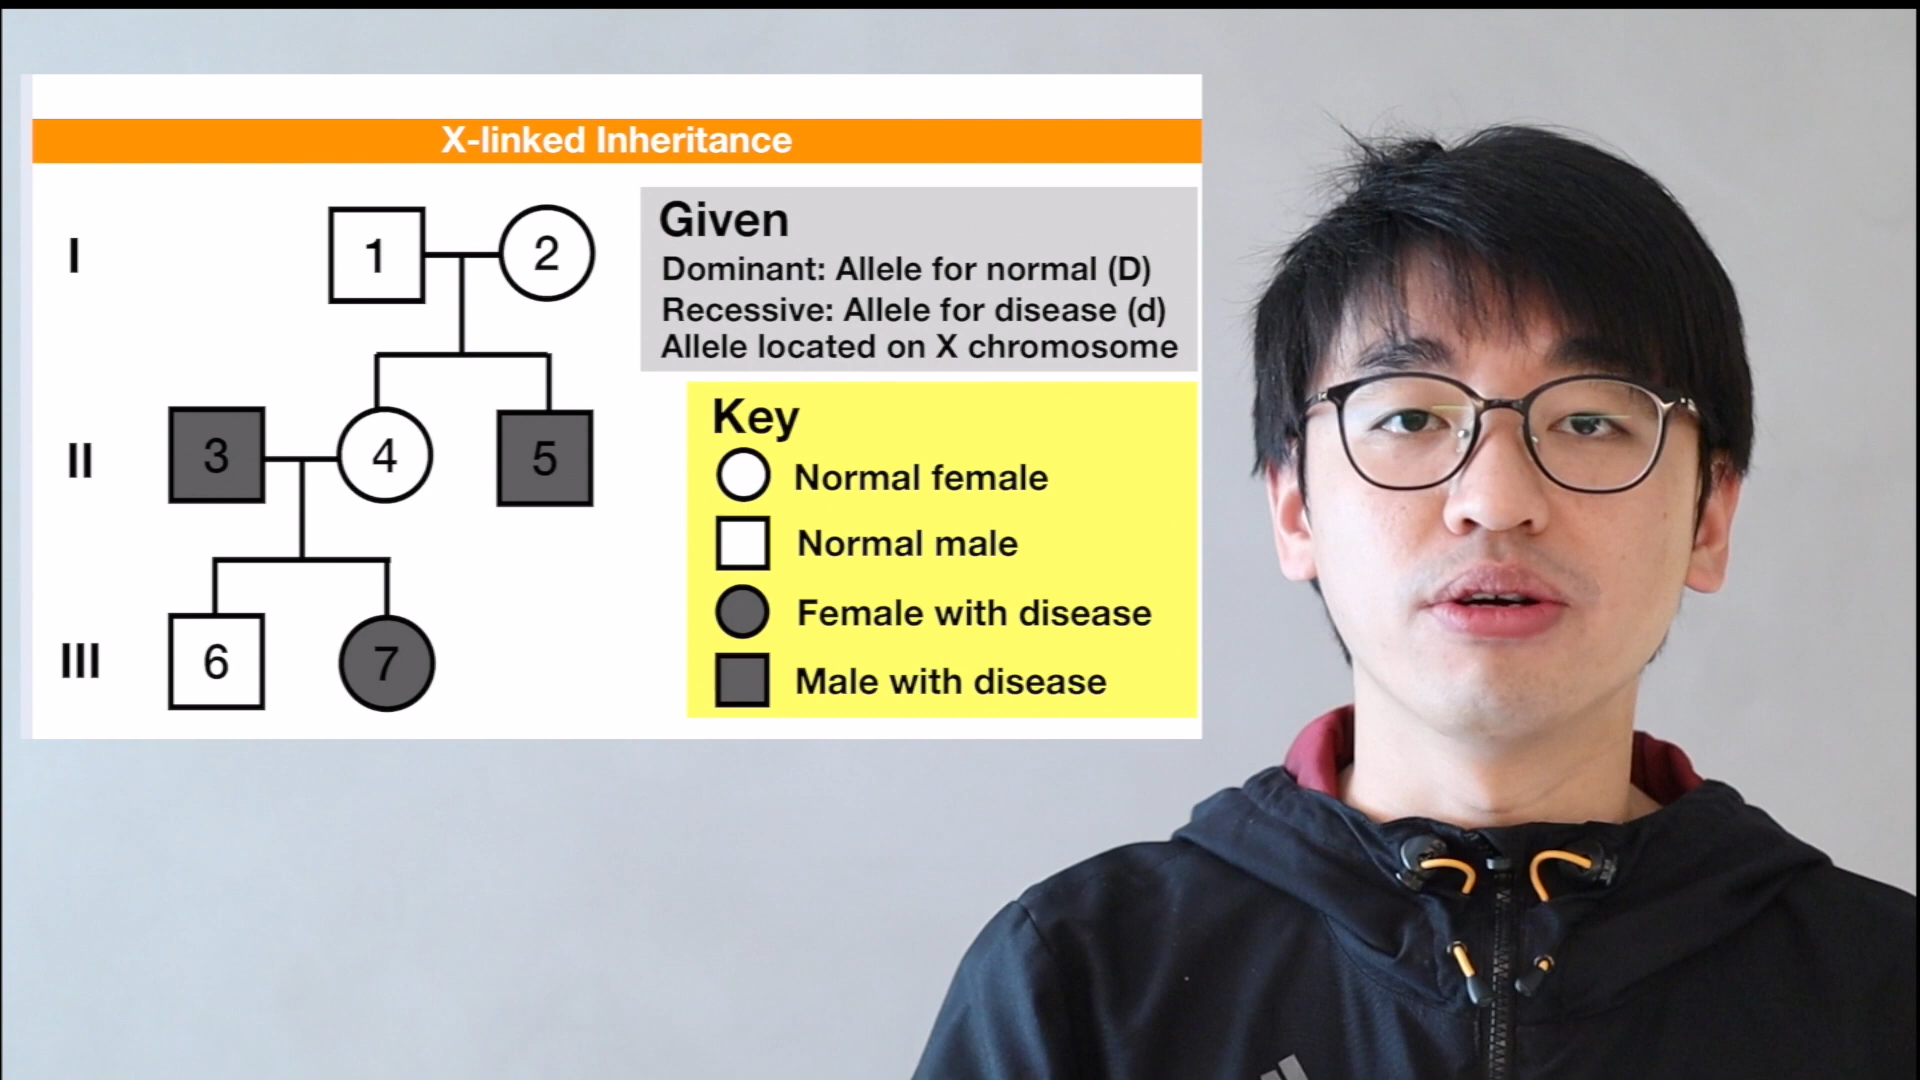 X-linked Inheritance
I
1
2
Given
Dominant: Allele for normal (D)
Recessive: Allele for disease (d)
Allele located on X chromosome
II
3
4
5
Key
Normal female
Normal male
Female with disease
Male with disease
III
6
7